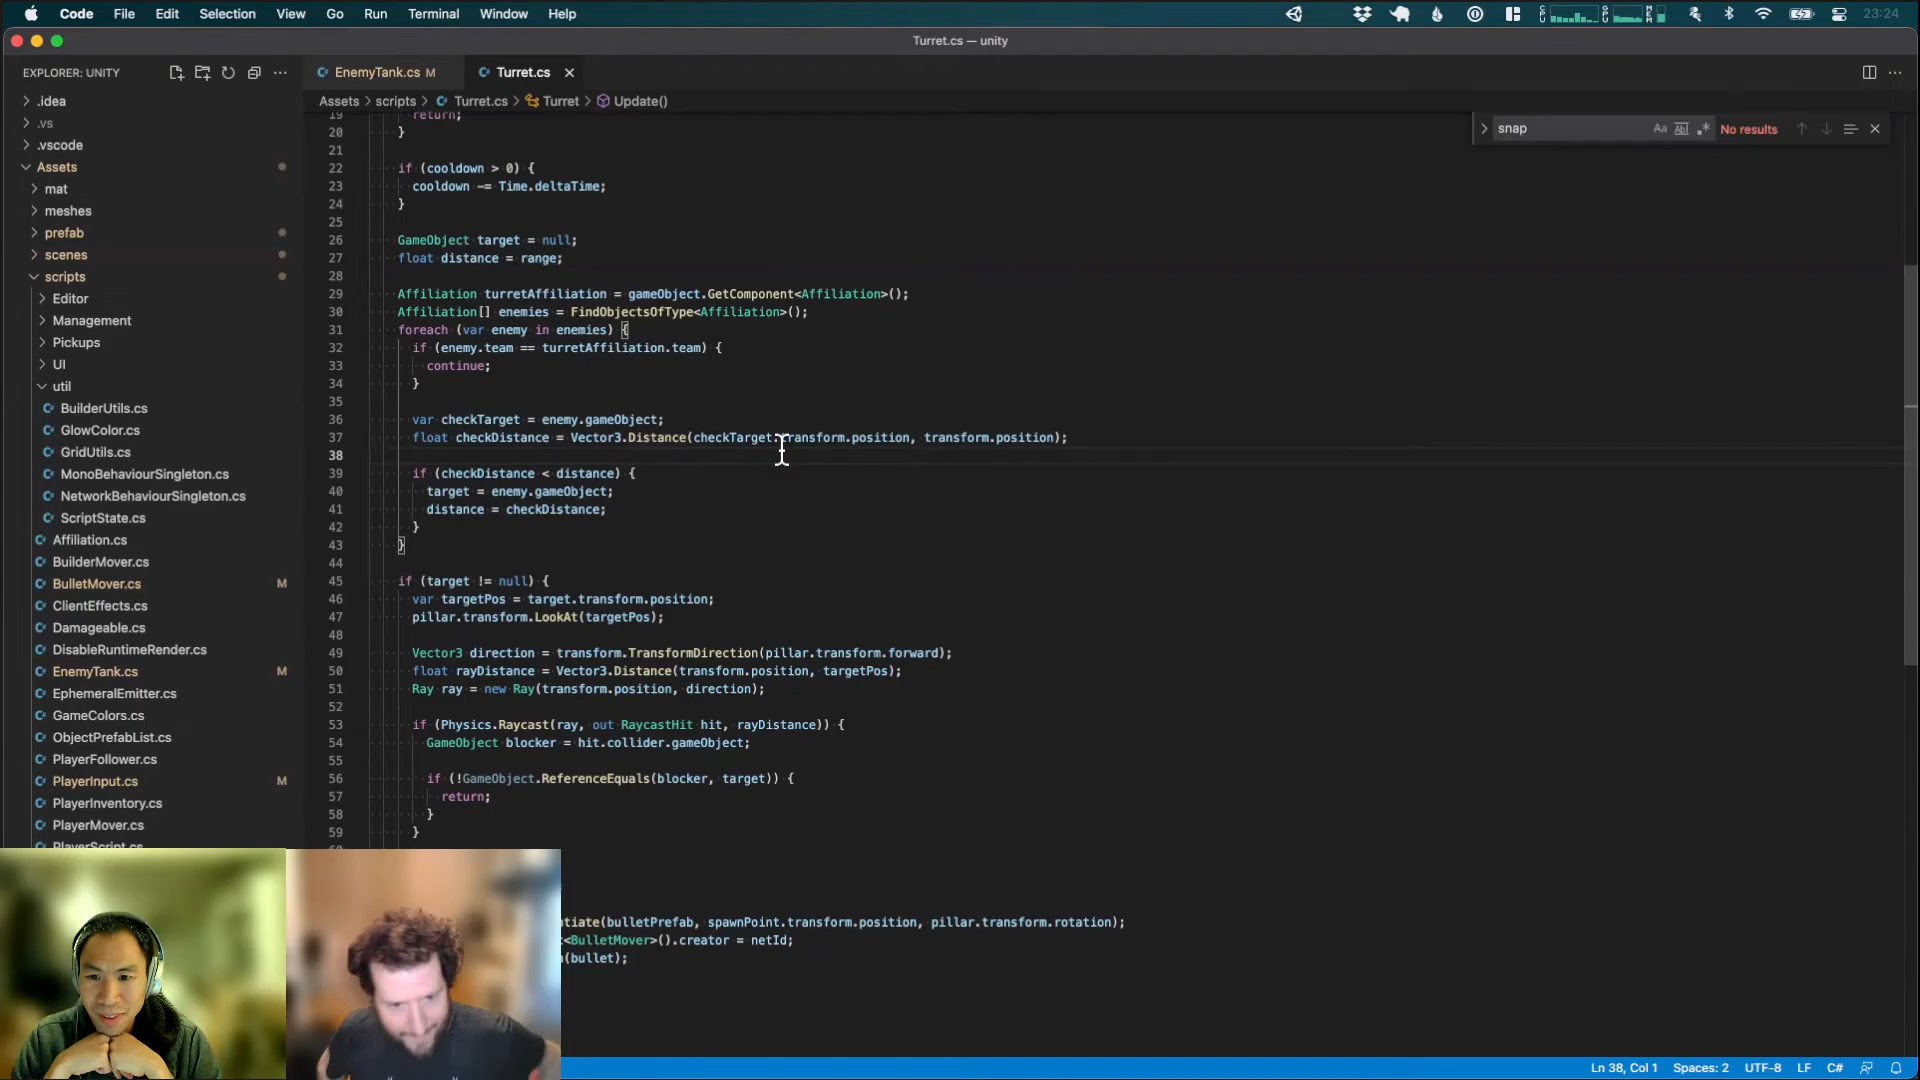 Code File Edit Selection View Go Run Terminal Window Help 23:24
Turret.cs — unity
EXPLORER: UNITY
.idea
.vs
.vscode
Assets
mat
meshes
prefab
scenes
scripts
Editor
Management
Pickups
UI
util
BuilderUtils.cs
GlowColor.cs
GridUtils.cs
MonoBehaviourSingleton.cs
NetworkBehaviourSingleton.cs
ScriptState.cs
Affiliation.cs
BuilderMover.cs
BulletMover.cs M
ClientEffects.cs
Damageable.cs
DisableRuntimeRender.cs
EnemyTank.cs M
EphemeralEmitter.cs
GameColors.cs
ObjectPrefabList.cs
PlayerFollower.cs
PlayerInput.cs M
PlayerInventory.cs
PlayerMover.cs
PlayerScript.cs
EnemyTank.cs M Turret.cs
Assets > scripts > Turret.cs > Turret > Update()
snap Aa No results
19 return;
20 }
21
22 if (cooldown > 0) {
23 cooldown -= Time.deltaTime;
24 }
25
26 GameObject target = null;
27 float distance = range;
28
29 Affiliation turretAffiliation = gameObject.GetComponent<Affiliation>();
30 Affiliation[] enemies = FindObjectsOfType<Affiliation>();
31 foreach (var enemy in enemies) {
32 if (enemy.team == turretAffiliation.team) {
33 continue;
34 }
35
36 var checkTarget = enemy.gameObject;
37 float checkDistance = Vector3.Distance(checkTarget.transform.position, transform.position);
38
39 if (checkDistance < distance) {
40 target = enemy.gameObject;
41 distance = checkDistance;
42 }
43 }
44
45 if (target != null) {
46 var targetPos = target.transform.position;
47 pillar.transform.LookAt(targetPos);
48
49 Vector3 direction = transform.TransformDirection(pillar.transform.forward);
50 float rayDistance = Vector3.Distance(transform.position, targetPos);
51 Ray ray = new Ray(transform.position, direction);
52
53 if (Physics.Raycast(ray, out RaycastHit hit, rayDistance)) {
54 GameObject blocker = hit.collider.gameObject;
55
56 if (!GameObject.ReferenceEquals(blocker, target)) {
57 return;
58 }
59 }
ntiate(bulletPrefab, spawnPoint.transform.position, pillar.transform.rotation);
<BulletMover>().creator = netId;
(bullet);
Ln 38, Col 1 Spaces: 2 UTF-8 LF C#